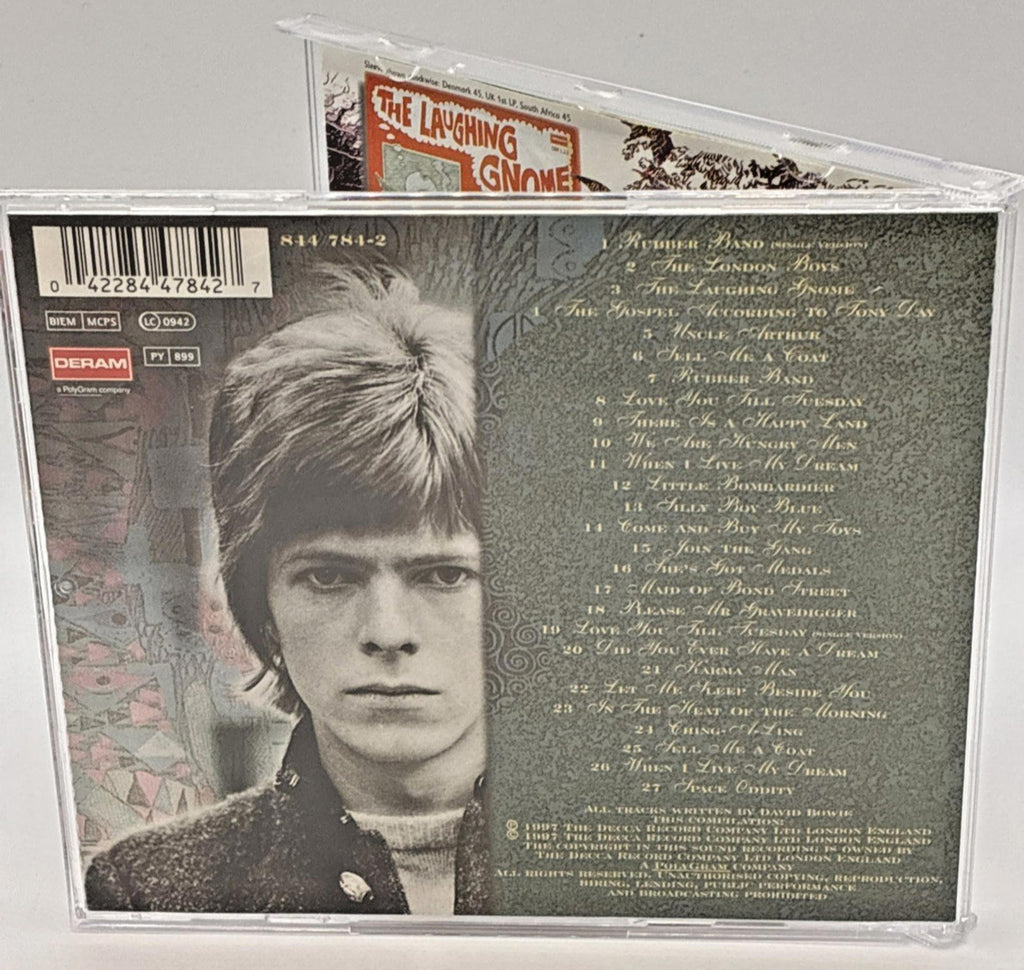 Sleeves shown clockwise: Denmark 45, UK 1st LP, South Africa 45
THE LAUGHING
GNOME
0 42284 47842 7
844 784-2
BIEM MCPS LC 0942
DERAM PY 899
a PolyGram company
1 Rubber Band (single version)
2 The London Boys
3 The Laughing Gnome
4 The Gospel According To Tony Day
5 Uncle Arthur
6 Sell Me A Coat
7 Rubber Band
8 Love You Till Tuesday
9 There Is A Happy Land
10 We Are Hungry Men
11 When I Live My Dream
12 Little Bombardier
13 Silly Boy Blue
14 Come And Buy My Toys
15 Join The Gang
16 She's Got Medals
17 Maid Of Bond Street
18 Please Mr Gravedigger
19 Love You Till Tuesday (single version)
20 Did You Ever Have A Dream
21 Karma Man
22 Let Me Sleep Beside You
23 In The Heat Of The Morning
24 Ching-A-Ling
25 Sell Me A Coat
26 When I Live My Dream
27 Space Oddity
All tracks written by David Bowie
This compilation:
℗ 1997 The Decca Record Company Ltd London England
© 1997 The Decca Record Company Ltd London England
The copyright in this sound recording is owned by
The Decca Record Company Ltd London England
A PolyGram Company
All rights reserved. Unauthorised copying, reproduction,
hiring, lending, public performance
and broadcasting prohibited